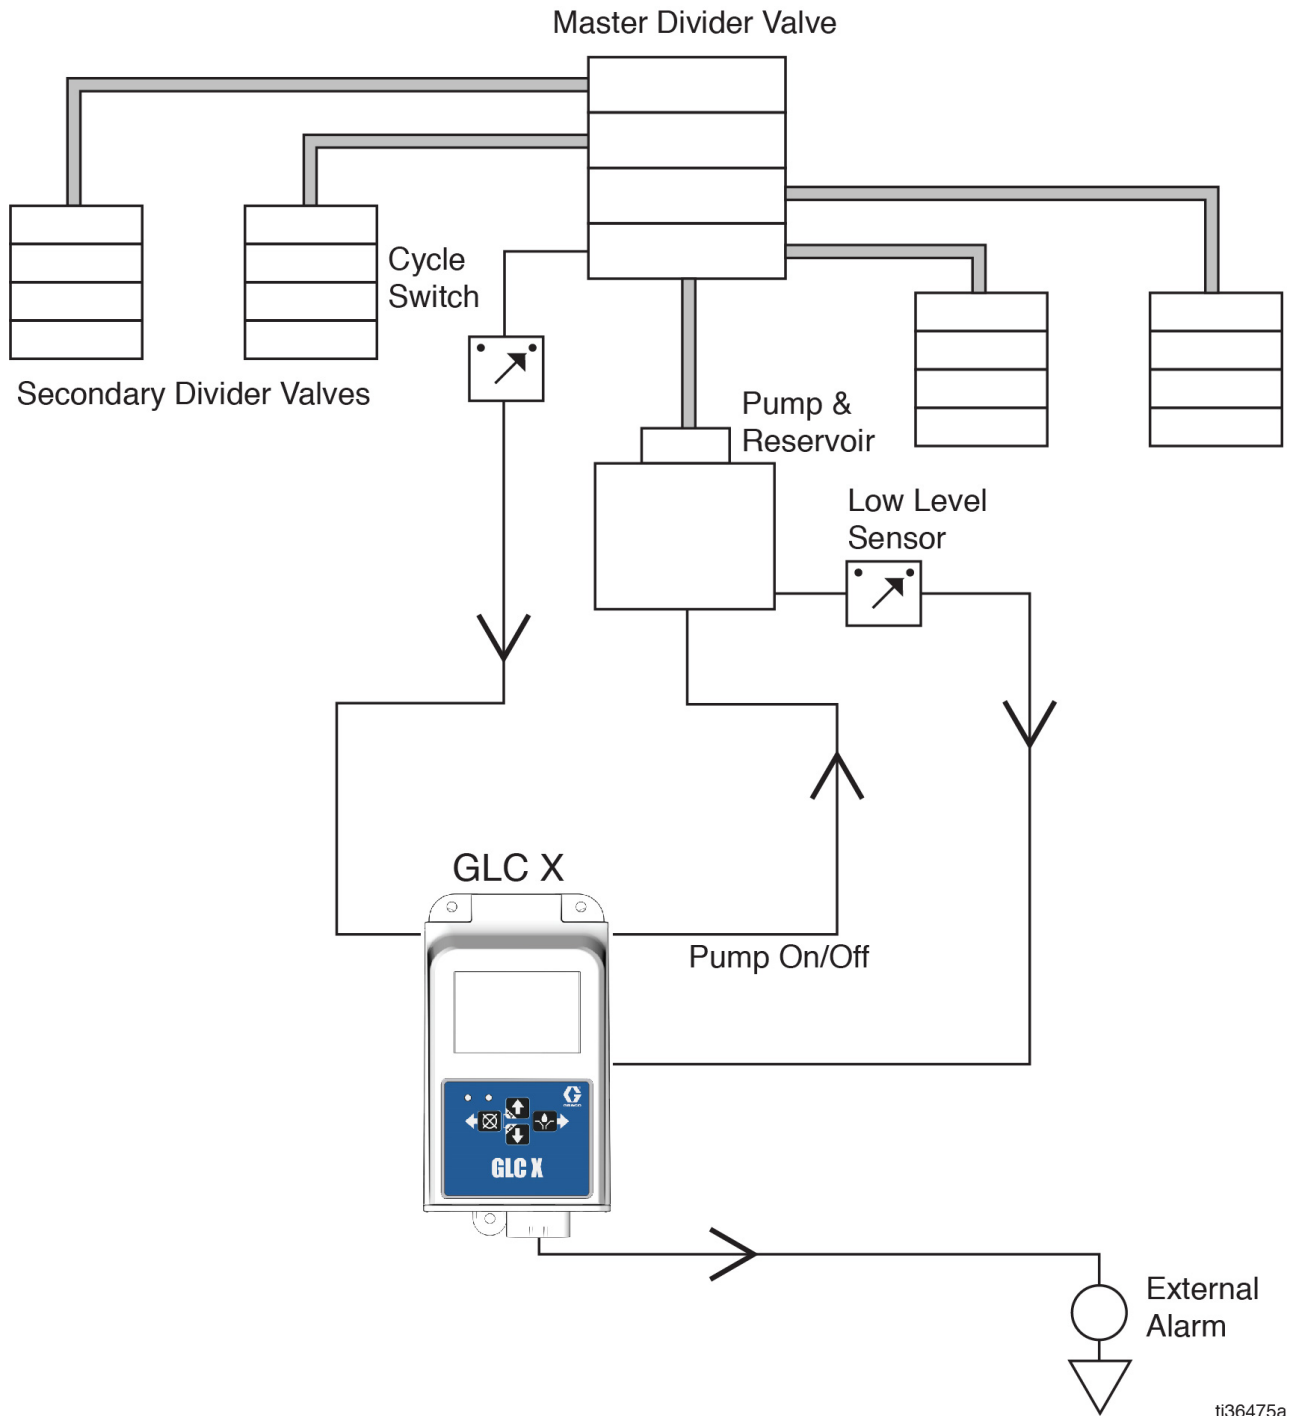 Master Divider Valve
Cycle
Switch
Secondary Divider Valves
Pump &
Reservoir
Low Level
Sensor
GLC X
Pump On/Off
GLC X
External
Alarm
ti36475a